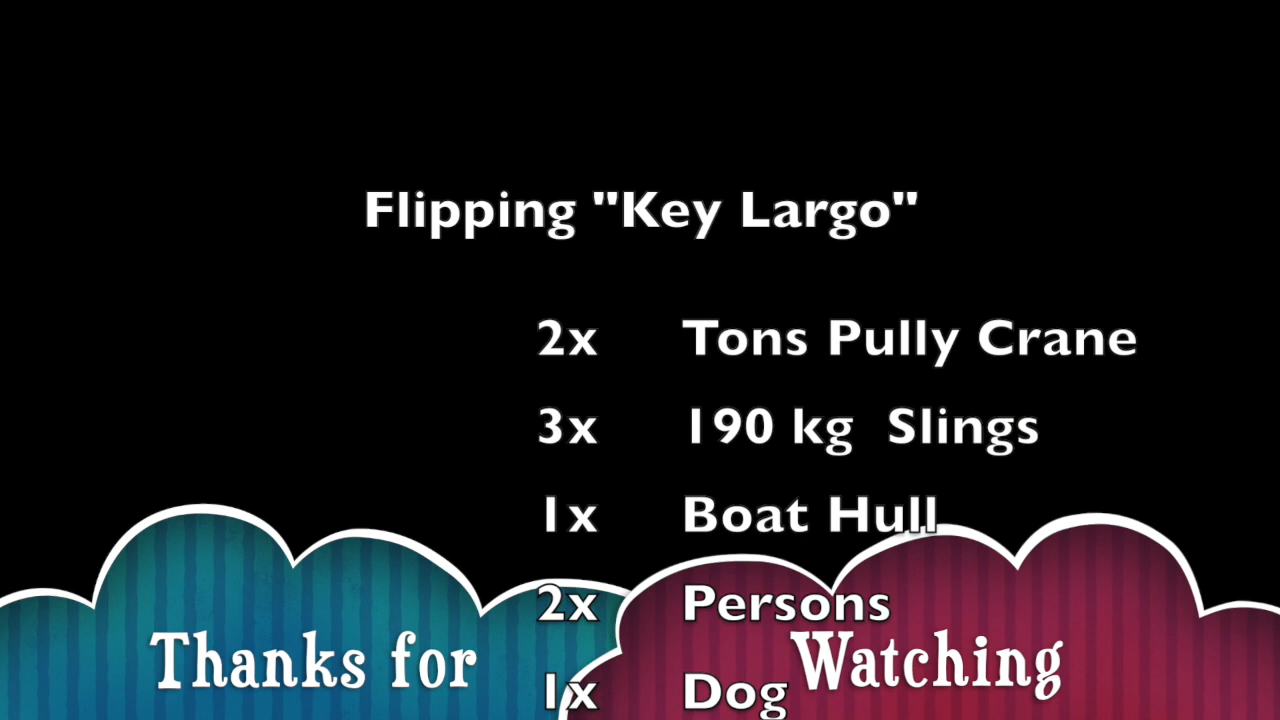 Flipping "Key Largo"
2x Tons Pully Crane
3x 190 kg Slings
1x Boat Hull
2x Persons
Thanks for Watching
1x Dog